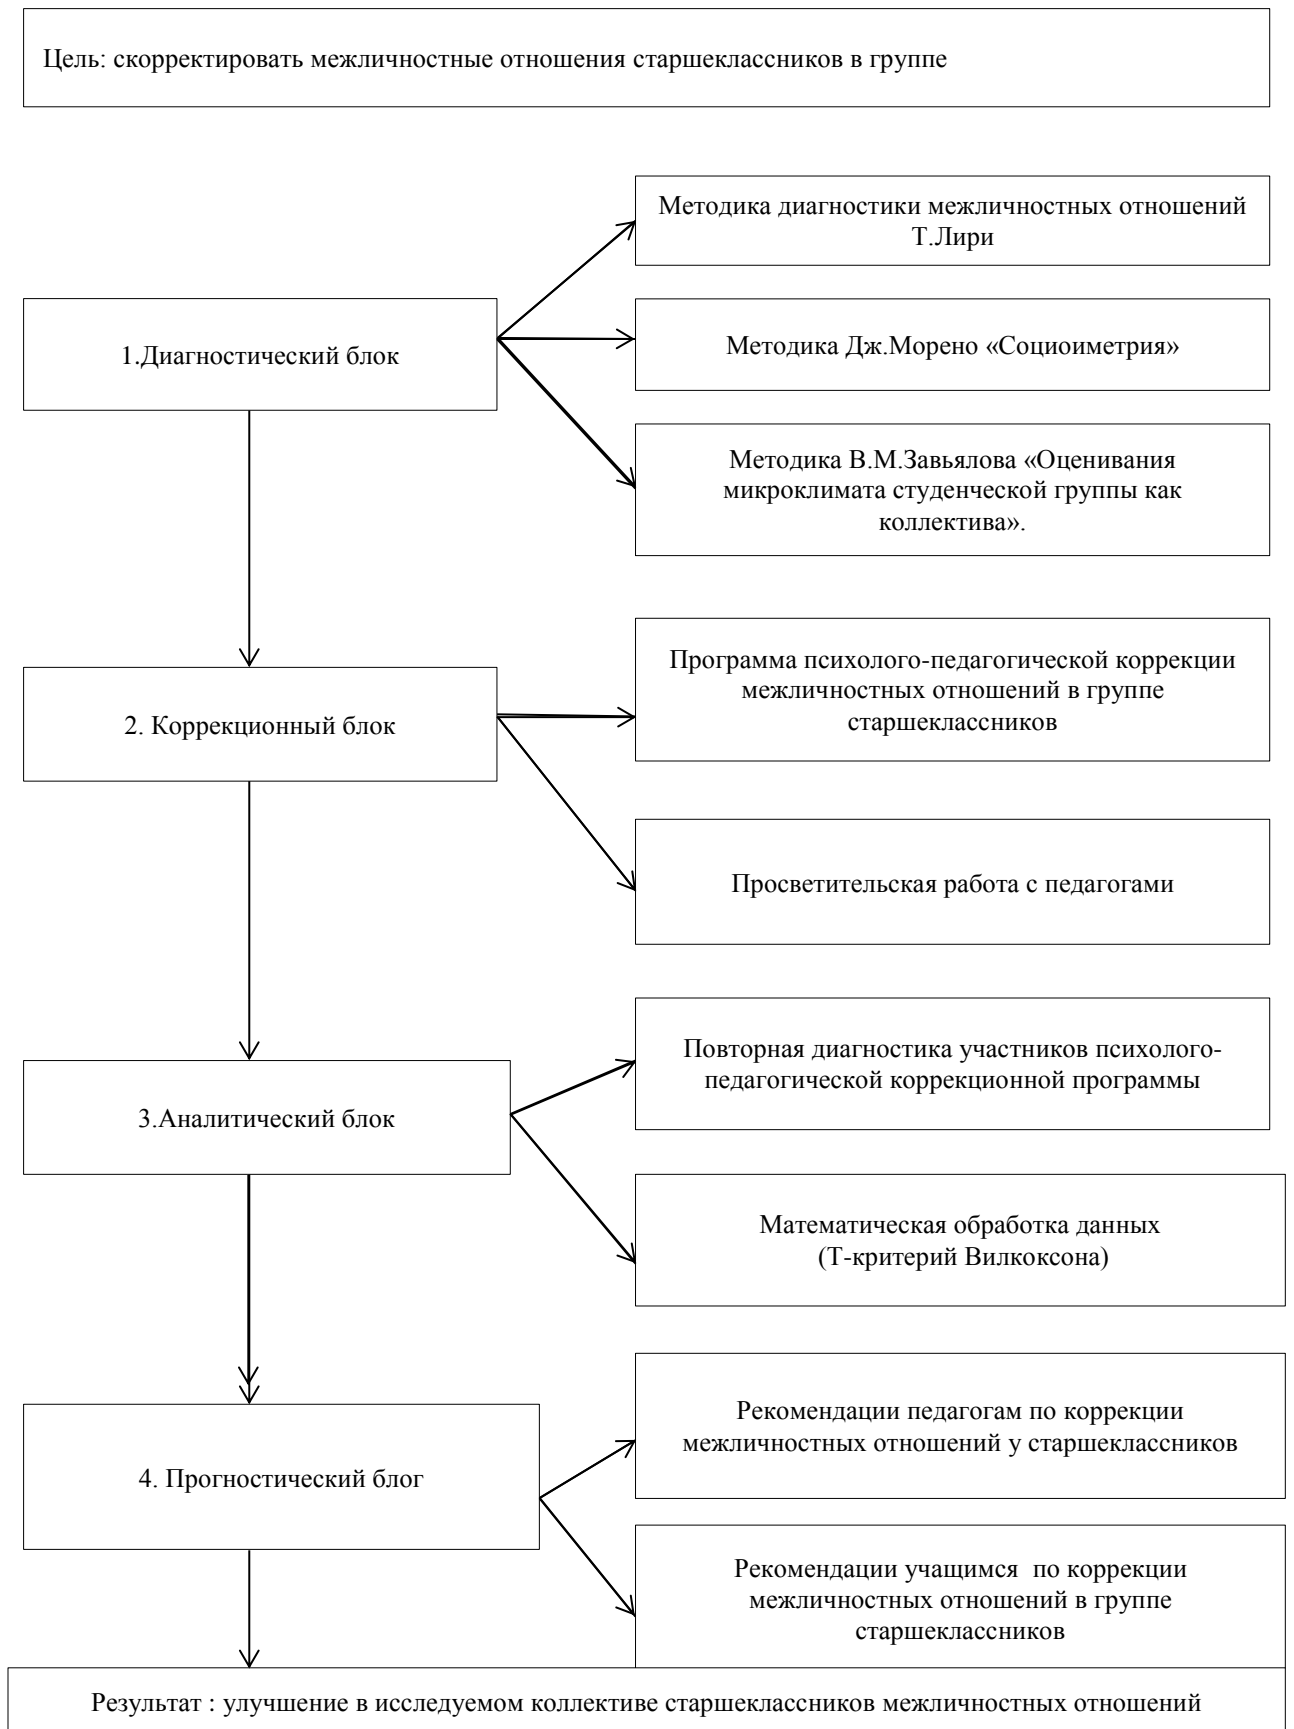 Цель: скорректировать межличностные отношения старшеклассников в группе
Методика диагностики межличностных отношений
Т.Лири
1.Диагностический блок
Методика Дж.Морено «Социоиметрия»
Методика В.М.Завьялова «Оценивания
микроклимата студенческой группы как
коллектива».
Программа психолого-педагогической коррекции
межличностных отношений в группе
старшеклассников
2. Коррекционный блок
Просветительская работа с педагогами
Повторная диагностика участников психолого-
педагогической коррекционной программы
3.Аналитический блок
Математическая обработка данных
(Т-критерий Вилкоксона)
Рекомендации педагогам по коррекции
межличностных отношений у старшеклассников
4. Прогностический блог
Рекомендации учащимся  по коррекции
межличностных отношений в группе
старшеклассников
Результат : улучшение в исследуемом коллективе старшеклассников межличностных отношений